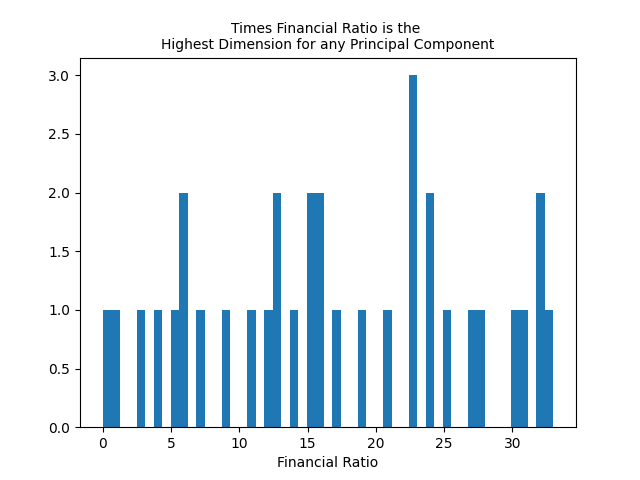 Times Financial Ratio is the
Highest Dimension for any Principal Component
3.0
2.5
2.0
1.5
1.0
0.5
0.0
0 5 10 15 20 25 30
Financial Ratio